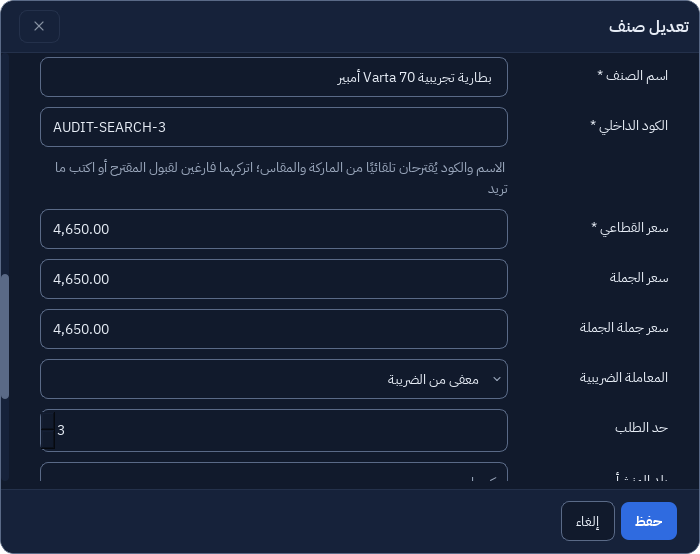 تعديل صنف
اسم الصنف *
بطارية تجريبية Varta 70 أمبير
الكود الداخلي *
AUDIT-SEARCH-3
الاسم والكود يُقترحان تلقائيًا من الماركة والمقاس؛ اتركهما فارغين لقبول المقترح أو اكتب ما
تريد
سعر القطاعي *
4,650.00
سعر الجملة
4,650.00
سعر جملة الجملة
4,650.00
المعاملة الضريبية
معفى من الضريبة
حد الطلب
3
حفظ
إلغاء